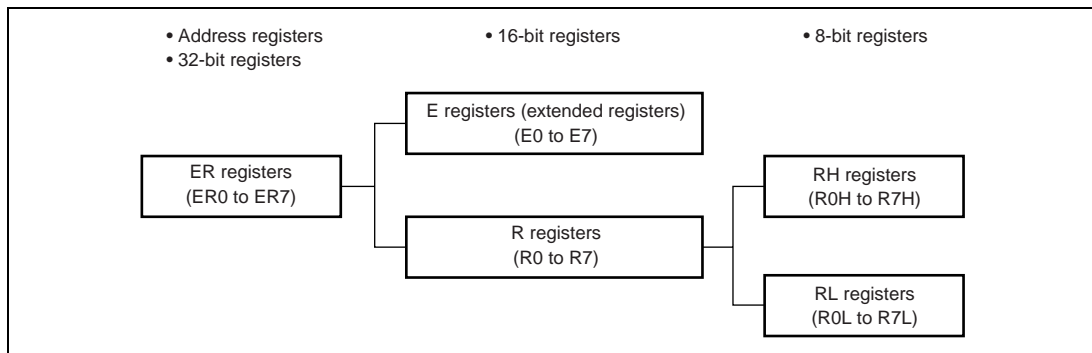 • Address registers
• 32-bit registers
• 16-bit registers
• 8-bit registers
E registers (extended registers)
(E0 to E7)
ER registers
(ER0 to ER7)
RH registers
(R0H to R7H)
R registers
(R0 to R7)
RL registers
(R0L to R7L)